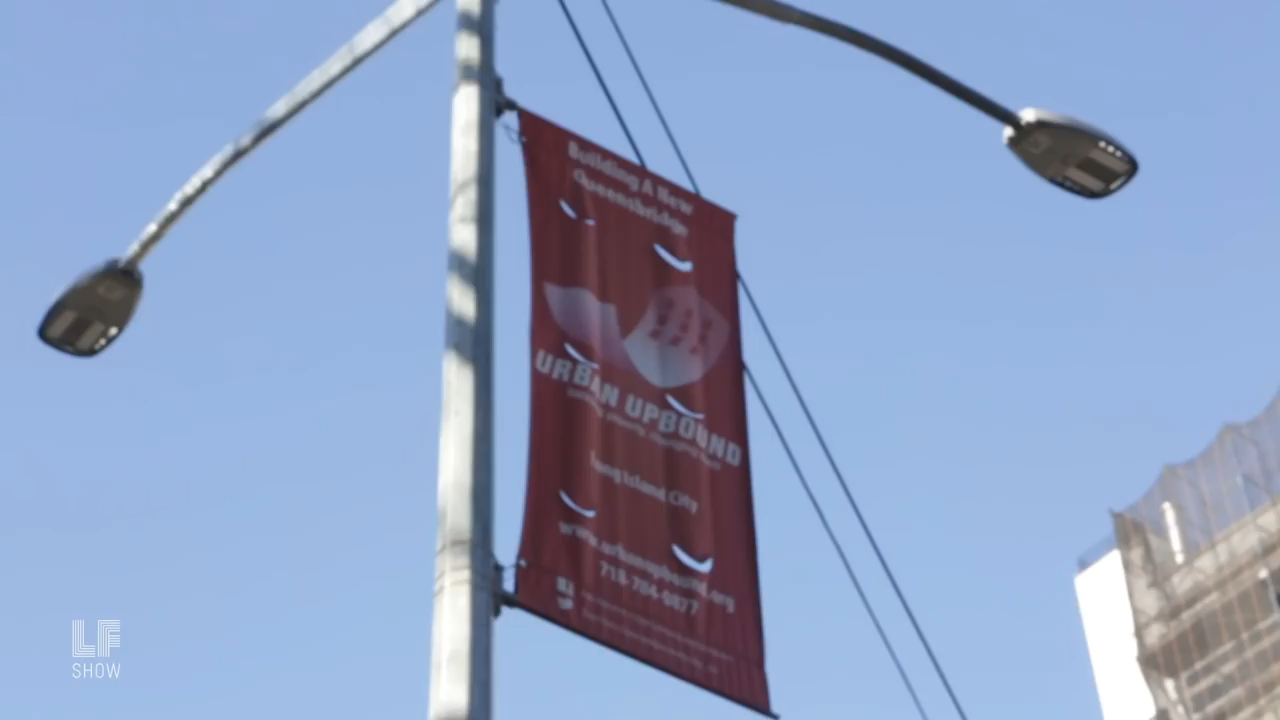 Building A New
Queensbridge
URBAN UPBOUND
Long Island City
www.urbanupbound.org
718-784-0877
LF
SHOW